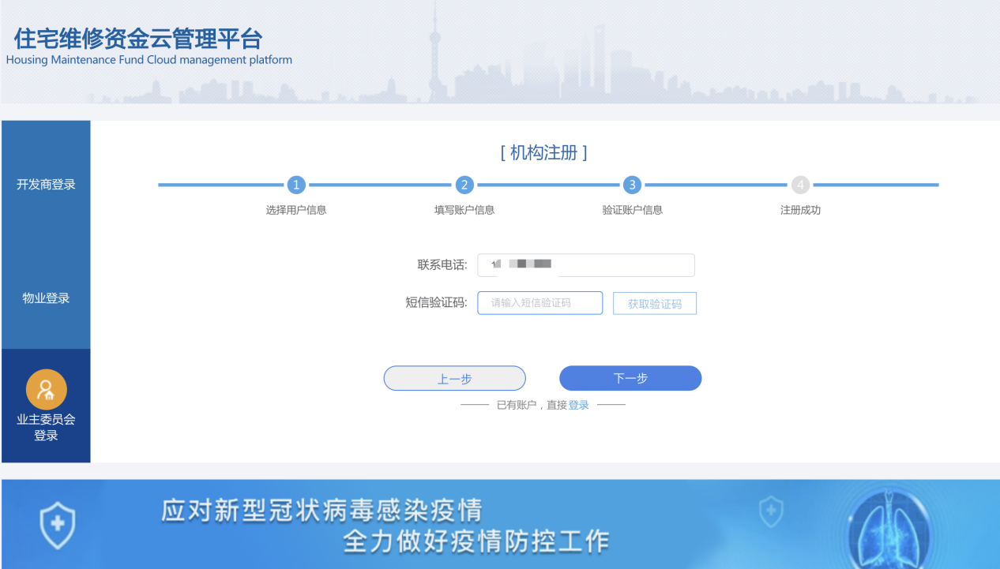 住宅维修资金云管理平台
Housing Maintenance Fund Cloud management platform
开发商登录
物业登录
业主委员会
登录
[ 机构注册 ]
1 2 3 4
选择用户信息 填写账户信息 验证账户信息 注册成功
联系电话: 1
短信验证码: 请输入短信验证码 获取验证码
上一步 下一步
已有账户，直接登录
应对新型冠状病毒感染疫情
全力做好疫情防控工作